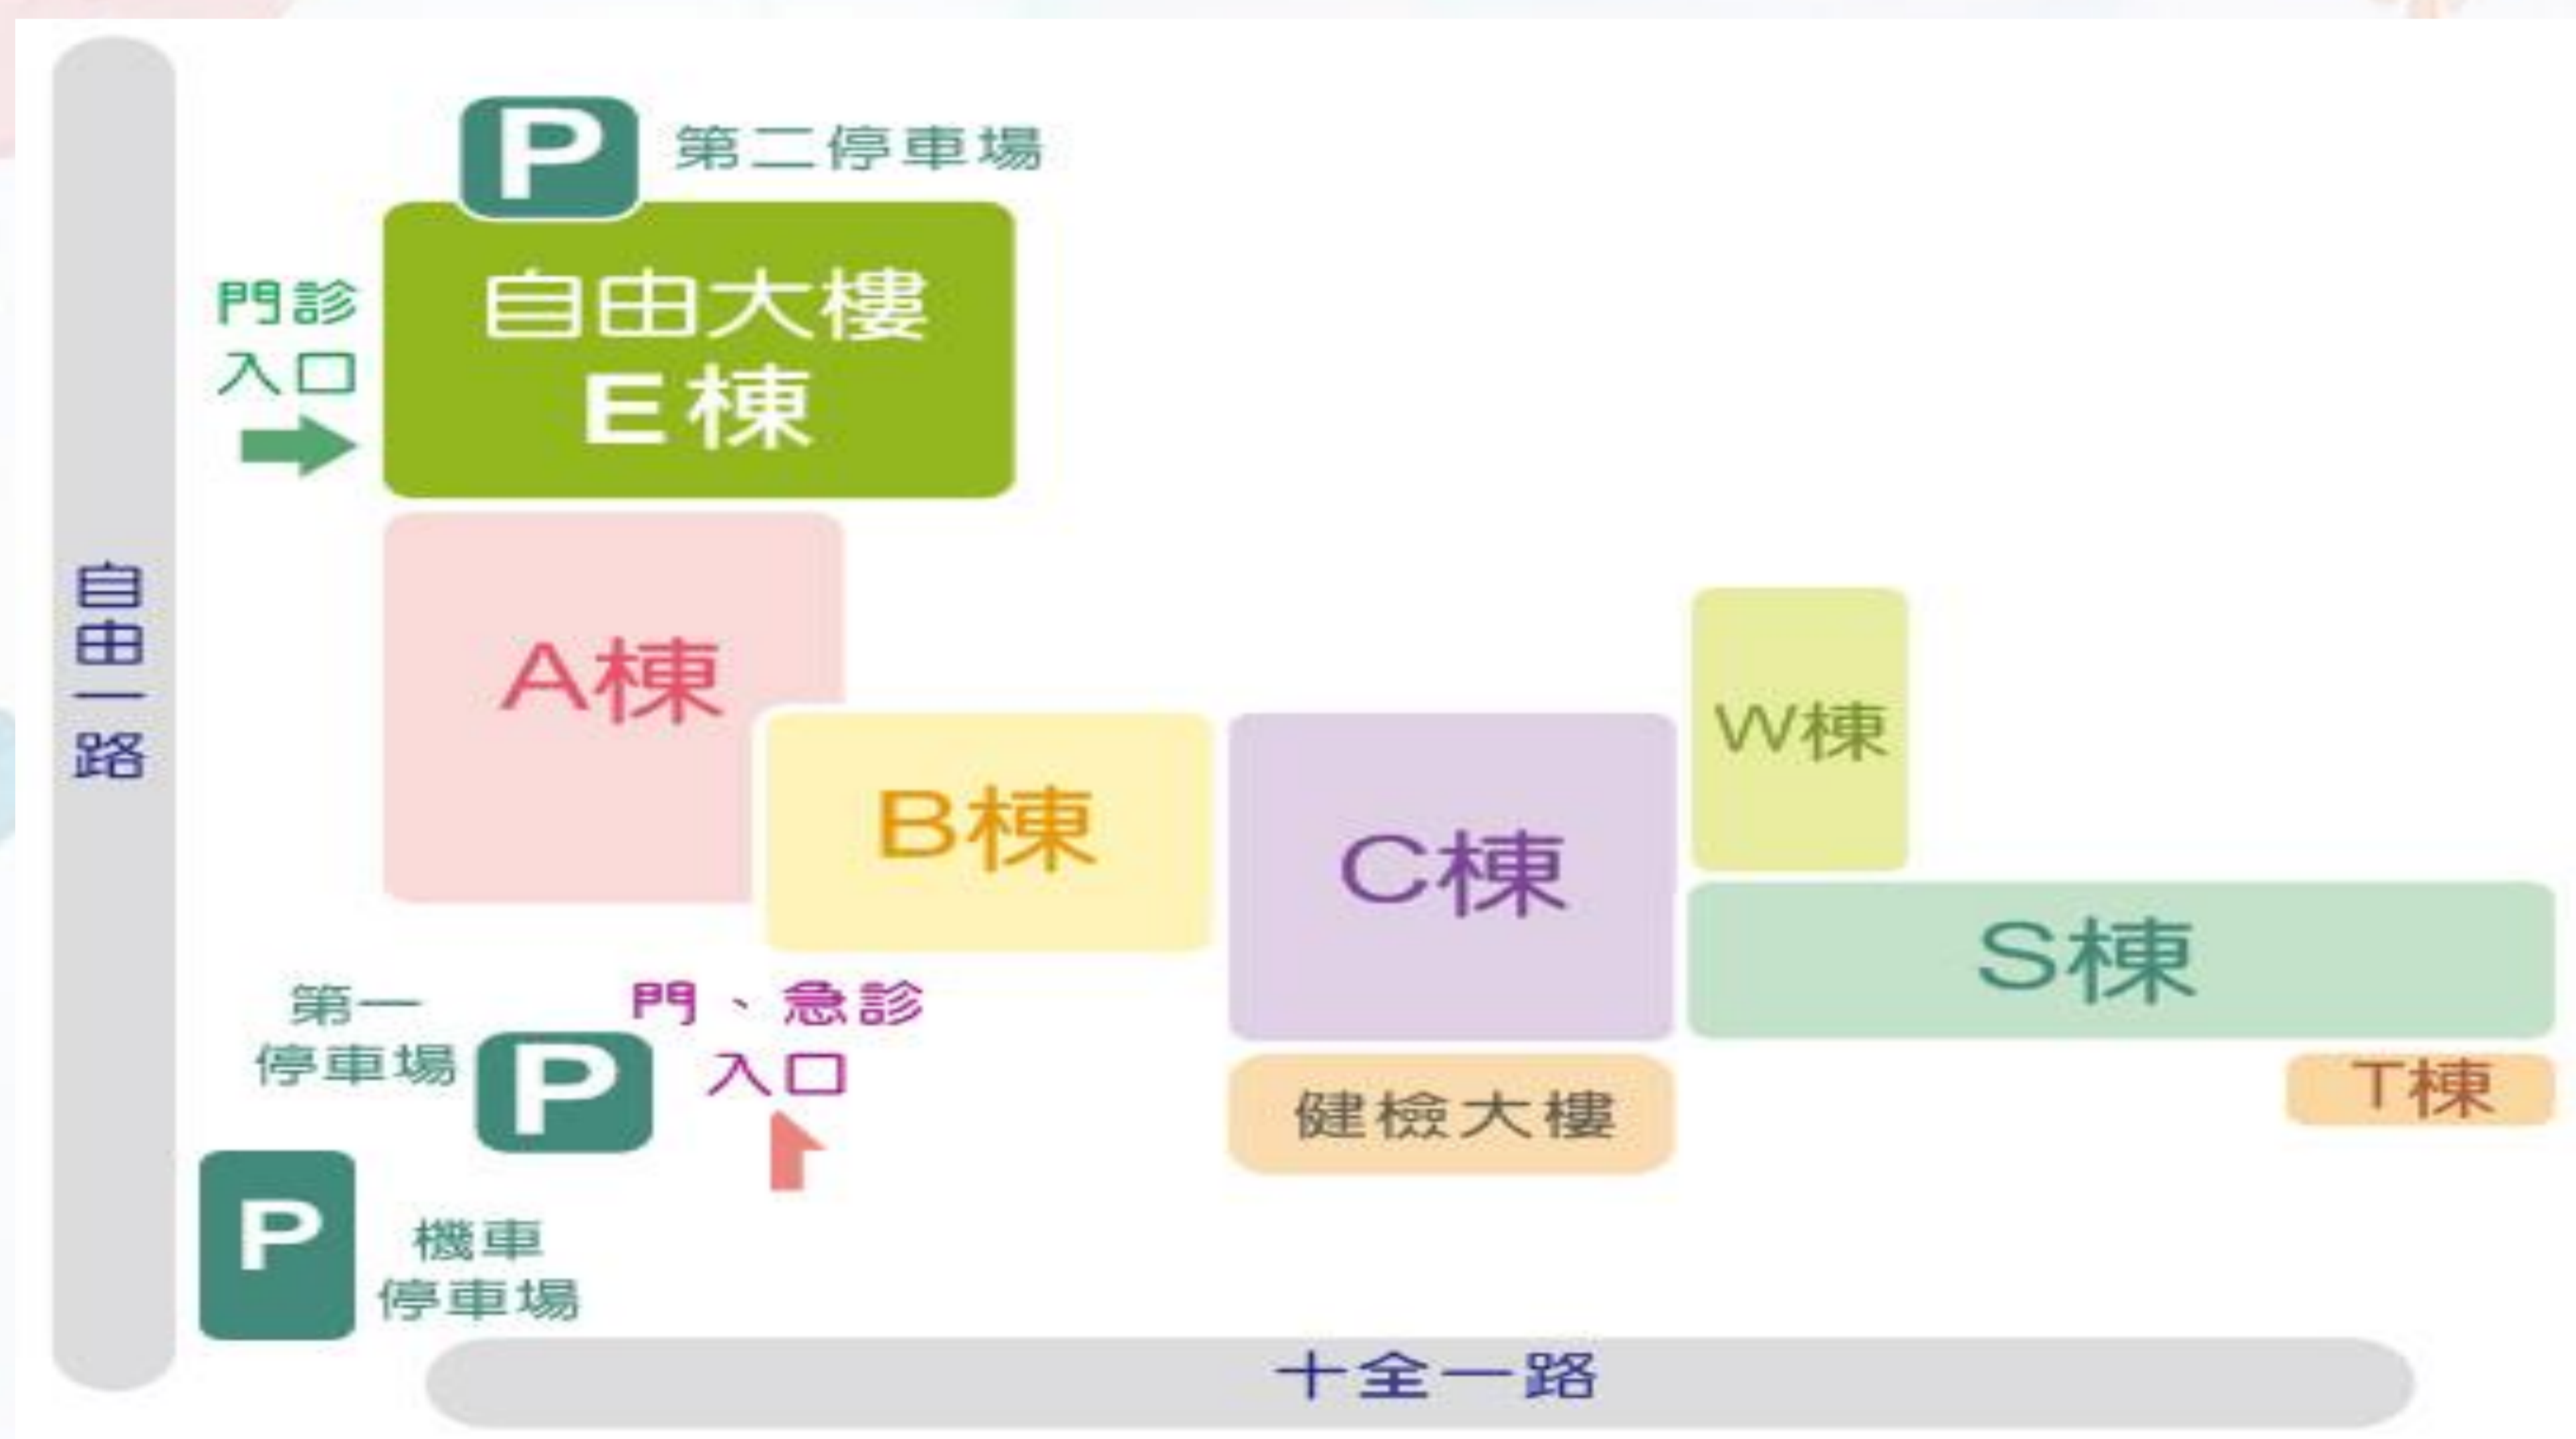 P
第二停車場
自由大樓
E棟
門診
入口
自由一路
A棟
B棟
C棟
W棟
S棟
T棟
健檢大樓
門、急診
入口
第一
停車場
P
P
機車
停車場
十全一路